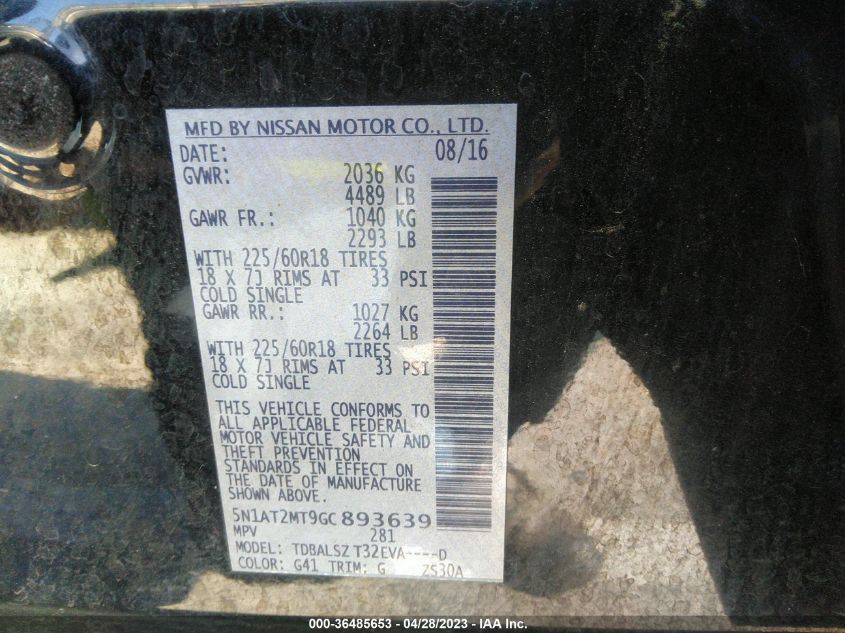 MFD BY NISSAN MOTOR CO., LTD.
DATE: 08/16
GVWR: 2036 KG
4489 LB
GAWR FR.: 1040 KG
2293 LB
WITH 225/60R18 TIRES
18 X 7J RIMS AT 33 PSI
COLD SINGLE
GAWR RR.: 1027 KG
2264 LB
WITH 225/60R18 TIRES
18 X 7J RIMS AT 33 PSI
COLD SINGLE
THIS VEHICLE CONFORMS TO
ALL APPLICABLE FEDERAL
MOTOR VEHICLE SAFETY AND
THEFT PREVENTION
STANDARDS IN EFFECT ON
THE DATE OF MANUFACTURE
SHOWN ABOVE.
5N1AT2MT9GC893639
MPV 281
MODEL: TDBALSZ T32EVA----D
COLOR: G41 TRIM: G ZS30A
000-36485653 - 04/28/2023 - IAA Inc.